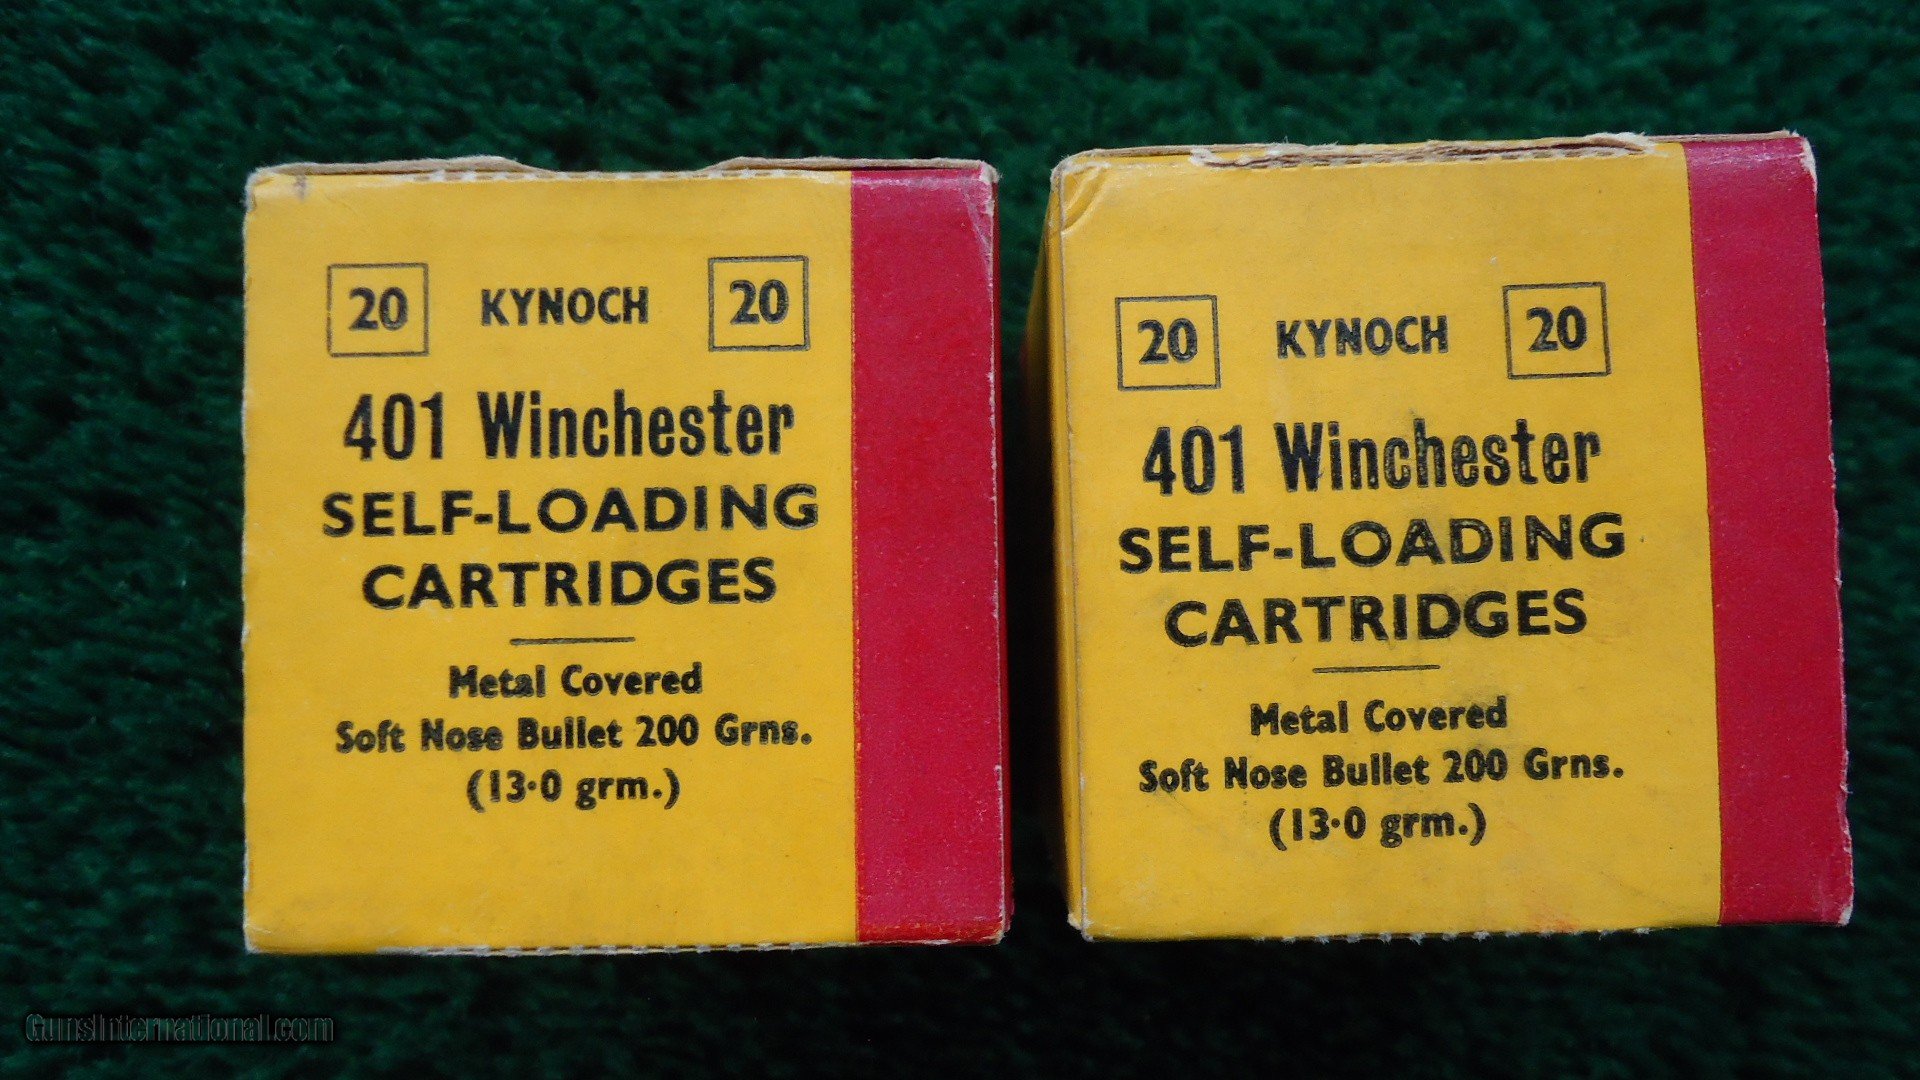 20 KYNOCH 20
401 Winchester
SELF-LOADING
CARTRIDGES
Metal Covered
Soft Nose Bullet 200 Grns.
(13·0 grm.)
20 KYNOCH 20
401 Winchester
SELF-LOADING
CARTRIDGES
Metal Covered
Soft Nose Bullet 200 Grns.
(13·0 grm.)
GunsInternational.com